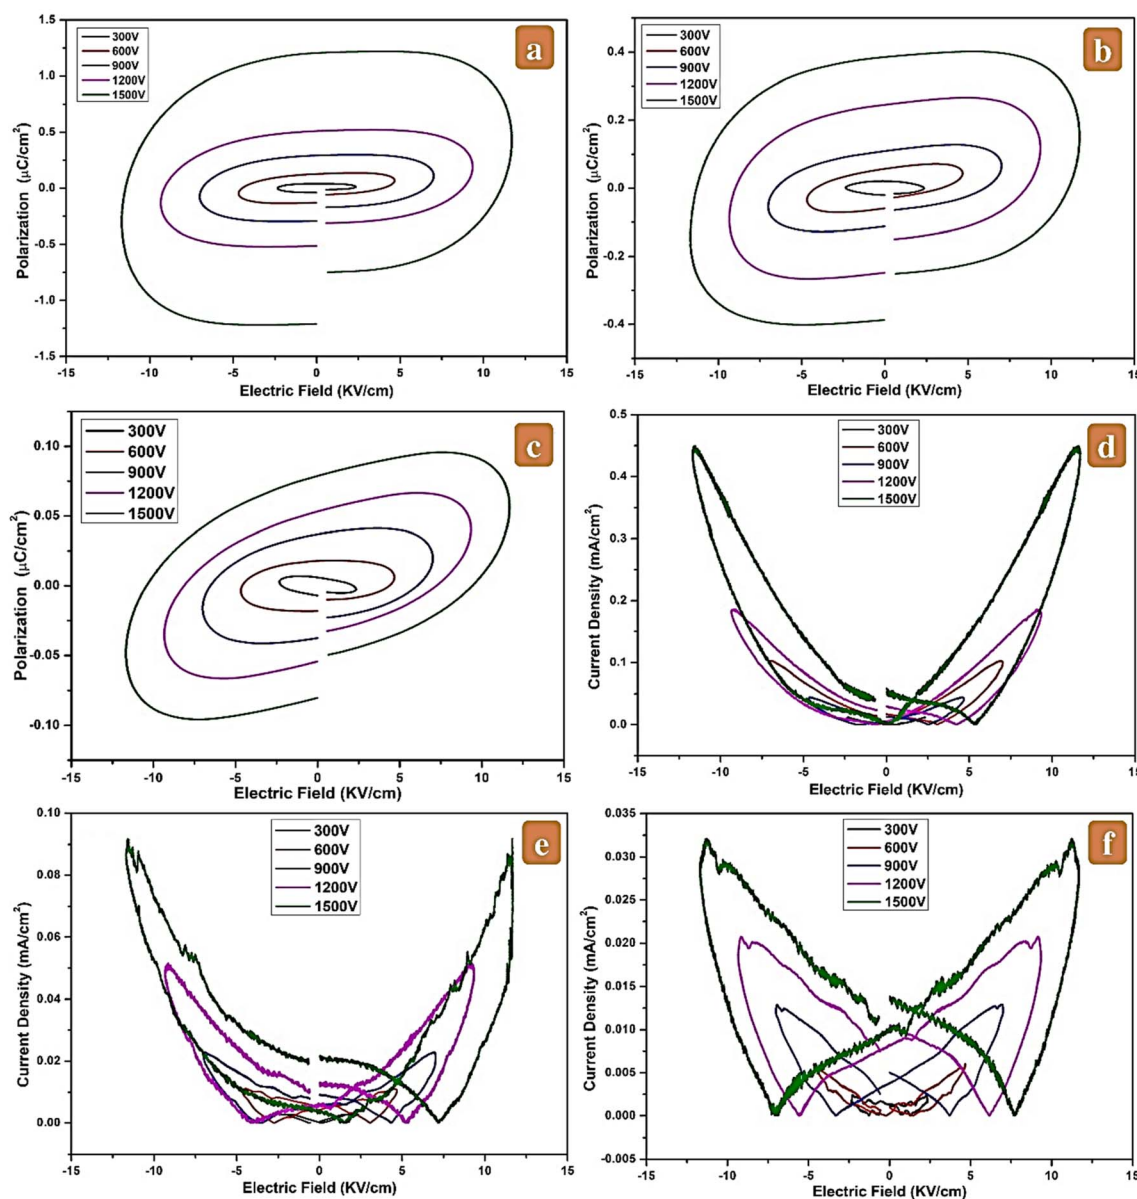 a
300V
600V
900V
1200V
1500V
1.5
1.0
0.5
0.0
-0.5
-1.0
-1.5
Polarization (μC/cm²)
-15 -10 -5 0 5 10 15
Electric Field (KV/cm)
b
300V
600V
900V
1200V
1500V
0.4
0.2
0.0
-0.2
-0.4
Polarization (μC/cm²)
-15 -10 -5 0 5 10 15
Electric Field (KV/cm)
c
300V
600V
900V
1200V
1500V
0.10
0.05
0.00
-0.05
-0.10
Polarization (μC/cm²)
-15 -10 -5 0 5 10 15
Electric Field (KV/cm)
d
300V
600V
900V
1200V
1500V
0.5
0.4
0.3
0.2
0.1
0.0
Current Density (mA/cm²)
-15 -10 -5 0 5 10 15
Electric Field (KV/cm)
e
300V
600V
900V
1200V
1500V
0.10
0.08
0.06
0.04
0.02
0.00
Current Density (mA/cm²)
-15 -10 -5 0 5 10 15
Electric Field (KV/cm)
f
300V
600V
900V
1200V
1500V
0.035
0.030
0.025
0.020
0.015
0.010
0.005
0.000
-0.005
Current Density (mA/cm²)
-15 -10 -5 0 5 10 15
Electric Field (KV/cm)